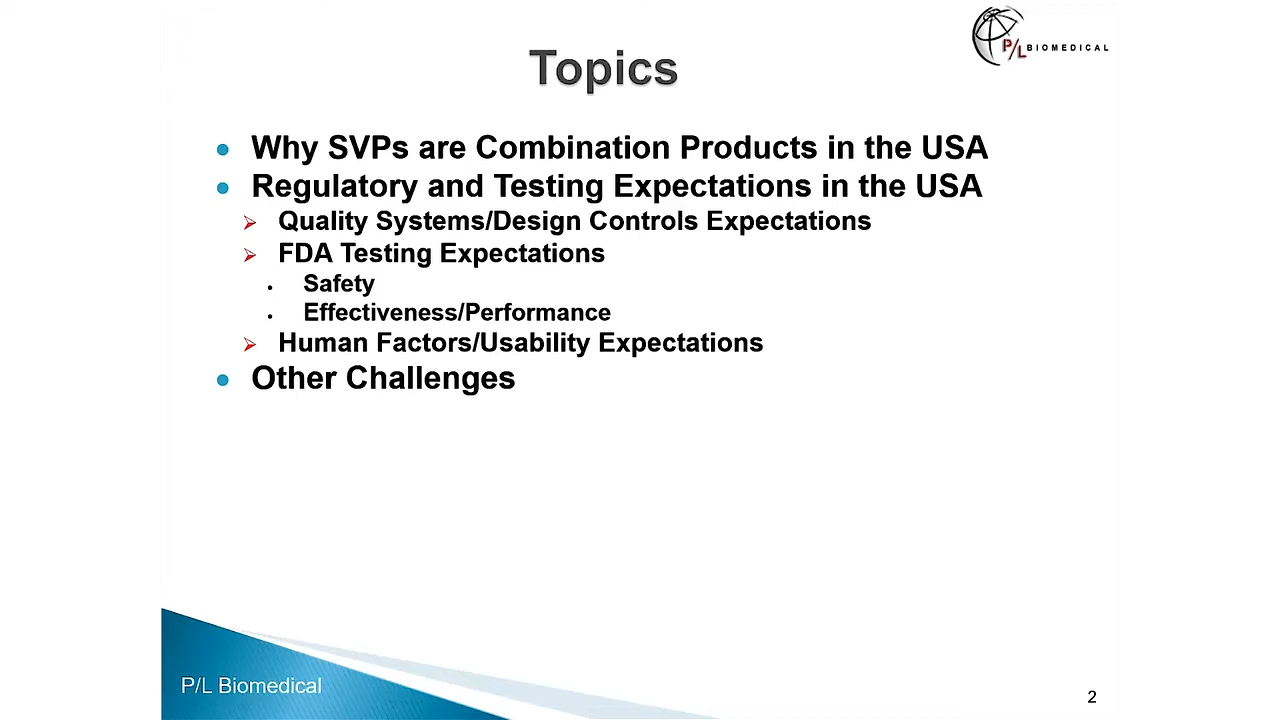 P/L BIOMEDICAL
Topics
Why SVPs are Combination Products in the USA
Regulatory and Testing Expectations in the USA
Quality Systems/Design Controls Expectations
FDA Testing Expectations
Safety
Effectiveness/Performance
Human Factors/Usability Expectations
Other Challenges
P/L Biomedical
2